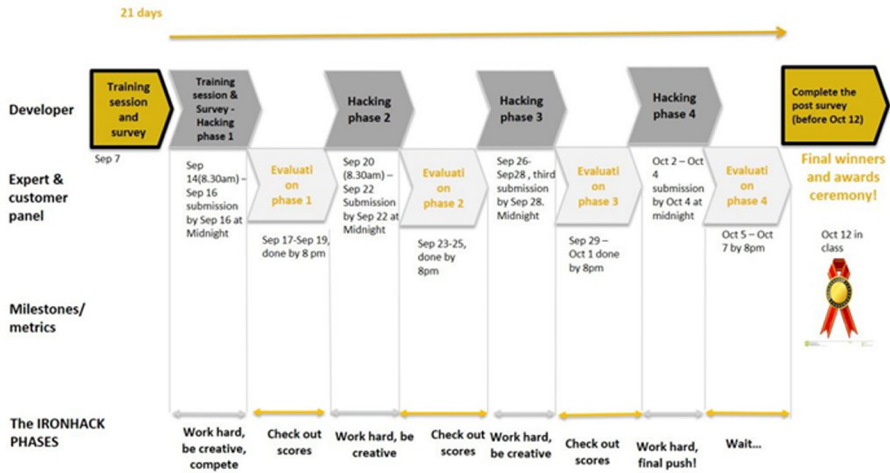 21 days
Developer
Training
session
and
survey
Training
session &
Survey -
Hacking
phase 1
Hacking
phase 2
Hacking
phase 3
Hacking
phase 4
Complete the
post survey
(before Oct 12)
Sep 7
Expert &
customer
panel
Sep
14(8.30am) –
Sep 16
submission
by Sep 16 at
Midnight
Evaluati
on
phase 1
Sep 17-Sep 19,
done by 8 pm
Sep 20
(8.30am) –
Sep 22
Submission
by Sep 22 at
Midnight
Evaluati
on
phase 2
Sep 23-25,
done by
8pm
Sep 26-
Sep28 , third
submission
by Sep 28.
Midnight
Evaluati
on
phase 3
Sep 29 –
Oct 1 done
by 8pm
Oct 2 – Oct
4
submission
by Oct 4 at
midnight
Evaluati
on
phase 4
Oct 5 – Oct
7 by 8pm
Final winners
and awards
ceremony!
Oct 12 in
class
Milestones/
metrics
The IRONHACK
PHASES
Work hard,
be creative,
compete
Check out
scores
Work hard, be
creative
Check out
scores
Work hard,
be creative
Check out
scores
Work hard,
final push!
Wait...